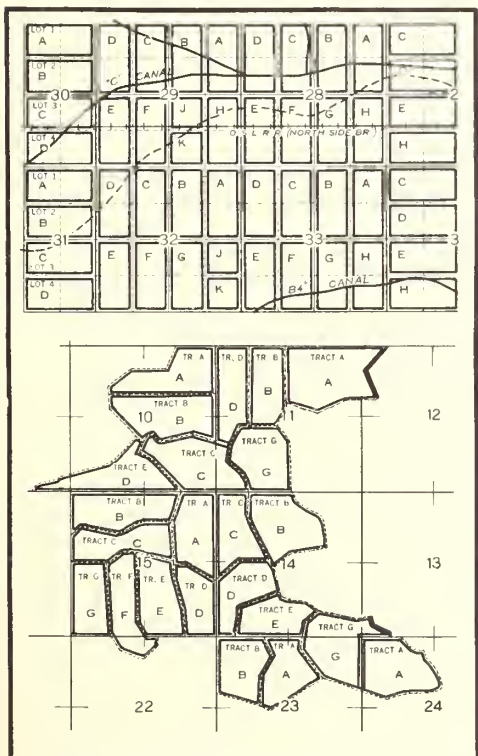 LOT 1
A D C B A D C B A C
LOT 2
B "C" CANAL
30 29 28 2
LOT 3
C E F J H E F G H E
O S L R R (NORTH SIDE BR.)
LOT 4
D K H
LOT 1
A D C B A D C B A C
LOT 2
B D
31 32 33 3
C E F G J E F G H E
LOT 3
LOT 4
D K "B4" CANAL H
TR. A TR. D TR. B TRACT A
A A
TRACT B
10 B D B 11 12
TRACT C TRACT G
TRACT E
D C G
TRACT B TR. A TR. C TRACT B
B
TRACT C C A C B
15 14 13
TR. G TR. F TR. E TR. D TRACT D
D
G F E D TRACT E
E
TRACT G
TRACT B TR. A TRACT A
B A G A
22 23 24